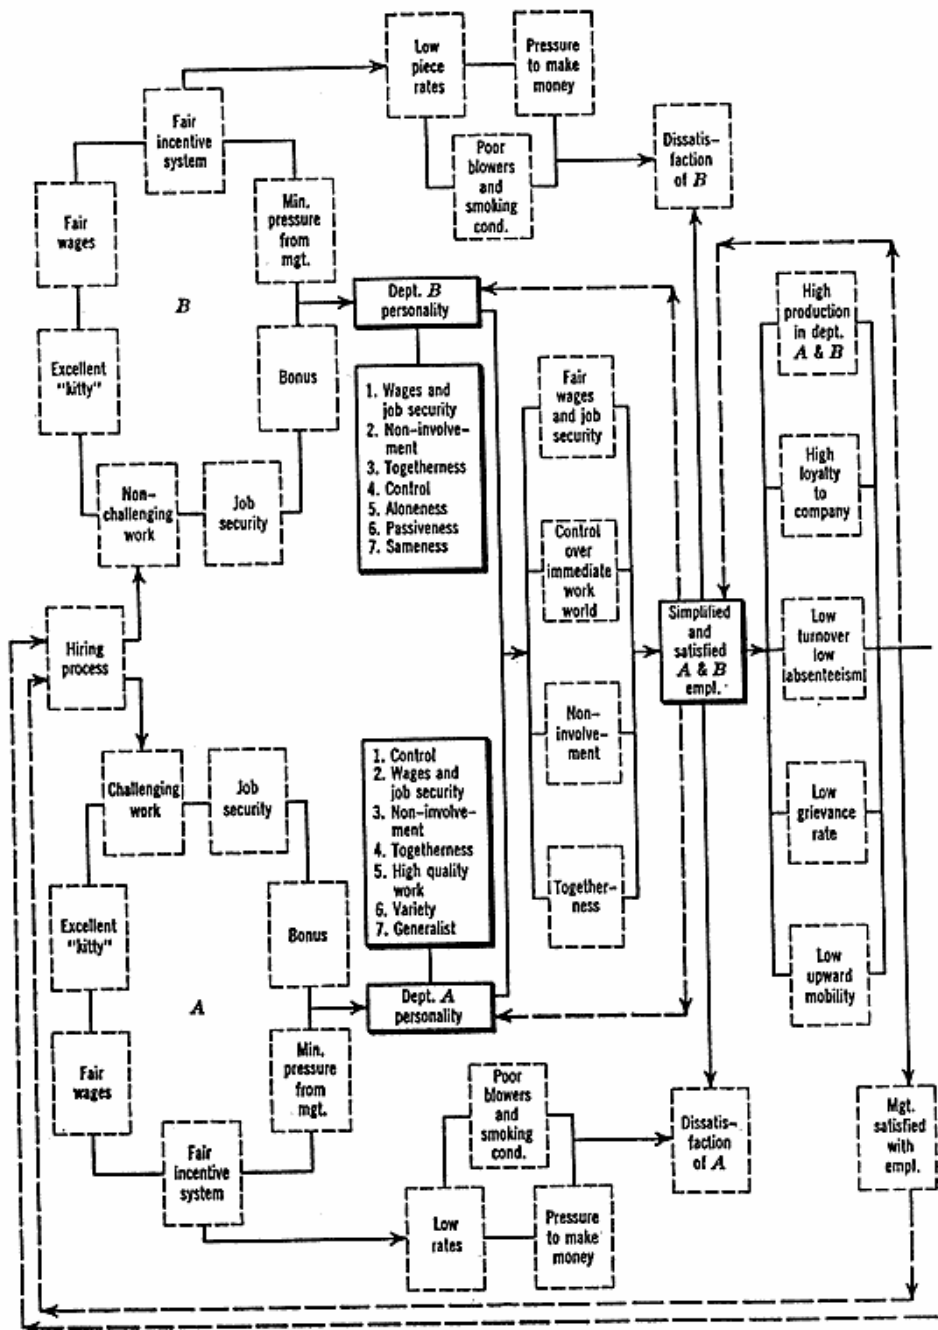 Low
piece
rates
Pressure
to make
money
Fair
incentive
system
Poor
blowers
and
smoking
cond.
Dissatis-
faction
of B
Fair
wages
Min.
pressure
from
mgt.
B
Dept. B
personality
High
production
in dept.
A & B
Excellent
"kitty"
Bonus
1. Wages and
job security
2. Non-involve-
ment
3. Togetherness
4. Control
5. Aloneness
6. Passiveness
7. Sameness
Fair
wages
and job
security
High
loyalty
to
company
Non-
challenging
work
Job
security
Control
over
immediate
work
world
Hiring
process
Simplified
and
satisfied
A & B
empl.
Low
turnover
low
absenteeism
Non-
involve-
ment
Challenging
work
Job
security
1. Control
2. Wages and
job security
3. Non-involve-
ment
4. Togetherness
5. High quality
work
6. Variety
7. Generalist
Low
grievance
rate
Together-
ness
Excellent
"kitty"
Bonus
Low
upward
mobility
A
Dept. A
personality
Fair
wages
Min.
pressure
from
mgt.
Poor
blowers
and
smoking
cond.
Dissatis-
faction
of A
Mgt.
satisfied
with
empl.
Fair
incentive
system
Low
rates
Pressure
to make
money